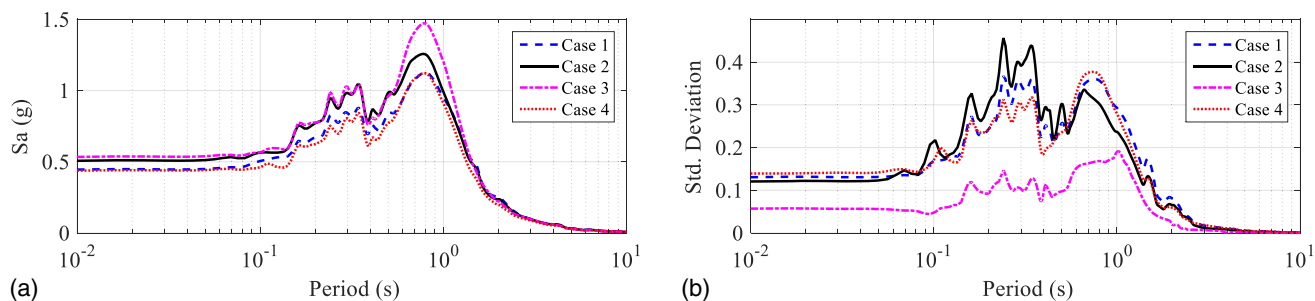 1.5
1
0.5
0
Sa (g)
10^-2
10^-1
10^0
10^1
Period (s)
Case 1
Case 2
Case 3
Case 4
(a)
0.4
0.3
0.2
0.1
0
Std. Deviation
10^-2
10^-1
10^0
10^1
Period (s)
Case 1
Case 2
Case 3
Case 4
(b)